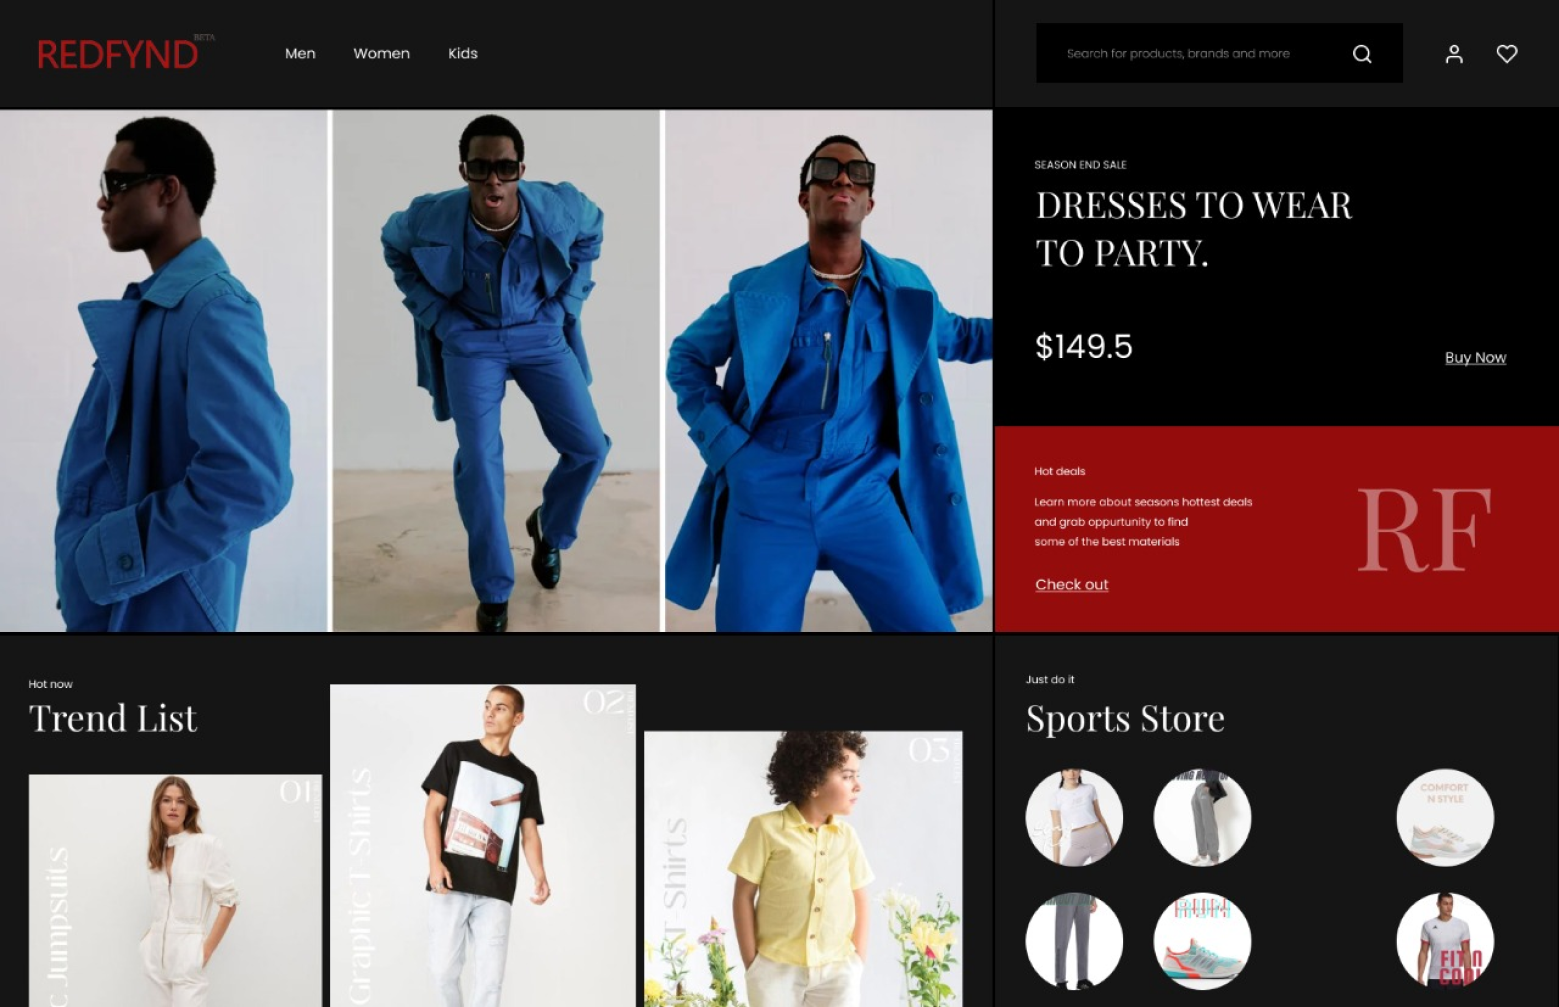 REDFYND
BETA
Men
Women
Kids
Search for products, brands and more
SEASON END SALE
DRESSES TO WEAR
TO PARTY.
$149.5
Buy Now
Hot deals
Learn more about seasons hottest deals
and grab oppurtunity to find
some of the best materials
Check out
RF
Hot now
Trend List
01
c Jumpsuits
02
Graphic T-Shirts
03
T-Shirts
Just do it
Sports Store
COMFORT
N STYLE
FIT N
COOL